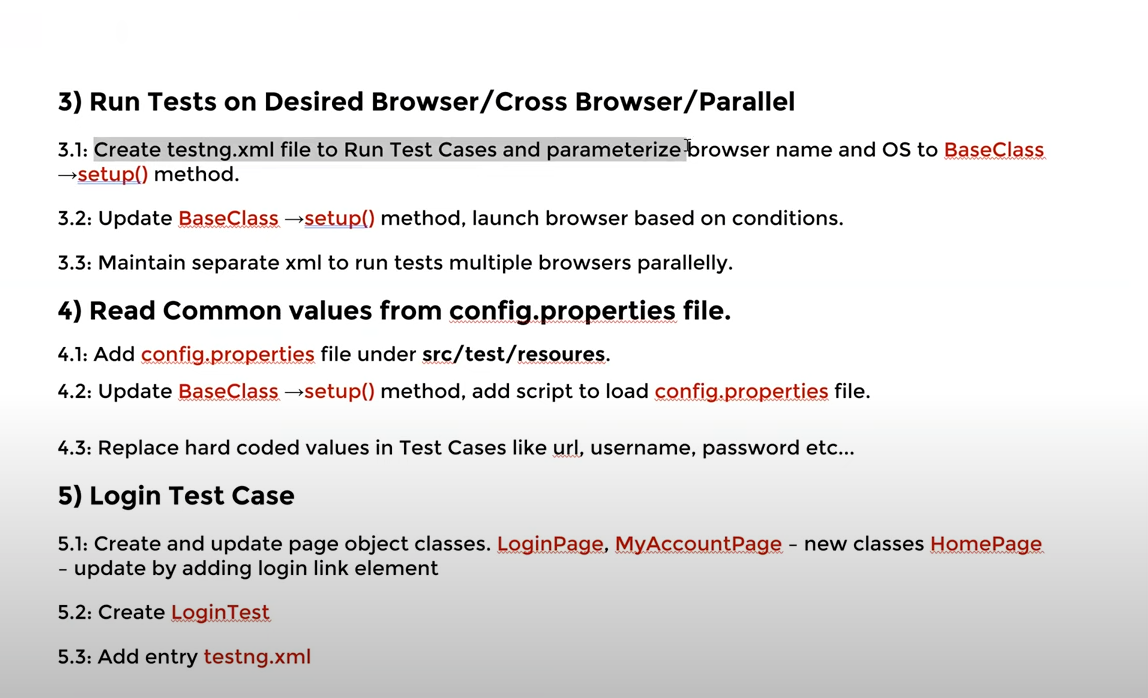 3) Run Tests on Desired Browser/Cross Browser/Parallel
3.1: Create testng.xml file to Run Test Cases and parameterize browser name and OS to BaseClass
→setup() method.
3.2: Update BaseClass →setup() method, launch browser based on conditions.
3.3: Maintain separate xml to run tests multiple browsers parallelly.
4) Read Common values from config.properties file.
4.1: Add config.properties file under src/test/resoures.
4.2: Update BaseClass →setup() method, add script to load config.properties file.
4.3: Replace hard coded values in Test Cases like url, username, password etc...
5) Login Test Case
5.1: Create and update page object classes. LoginPage, MyAccountPage – new classes HomePage
– update by adding login link element
5.2: Create LoginTest
5.3: Add entry testng.xml